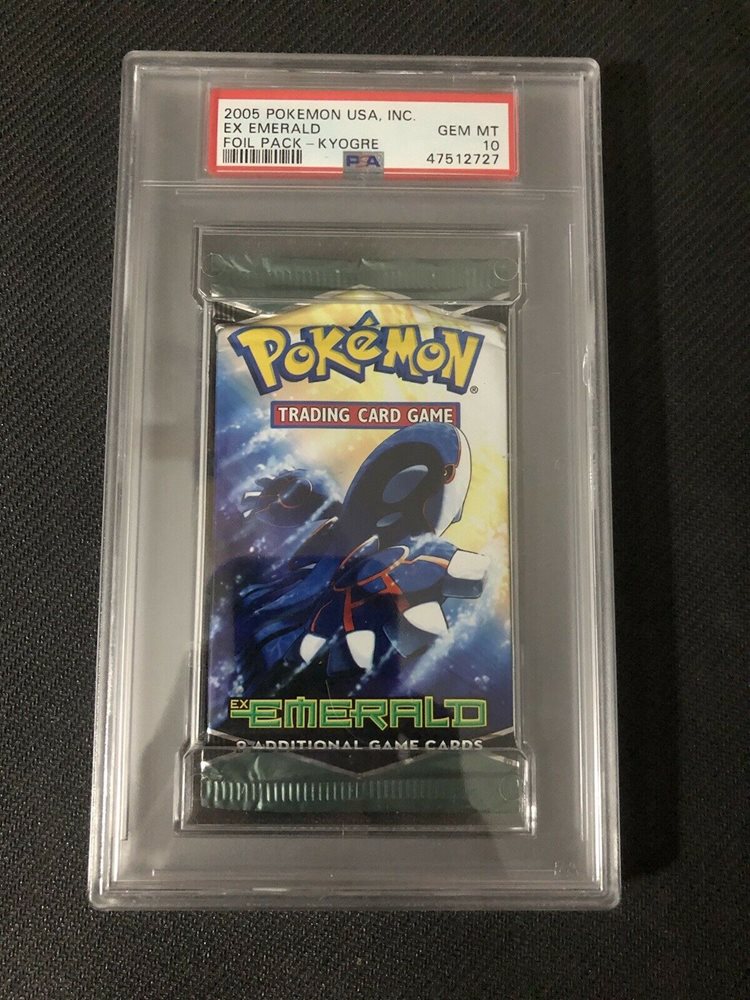 2005 POKEMON USA, INC.
EX EMERALD GEM MT
FOIL PACK - KYOGRE 10
PSA 47512727
POKéMON®
TRADING CARD GAME
EX EMERALD
9 ADDITIONAL GAME CARDS